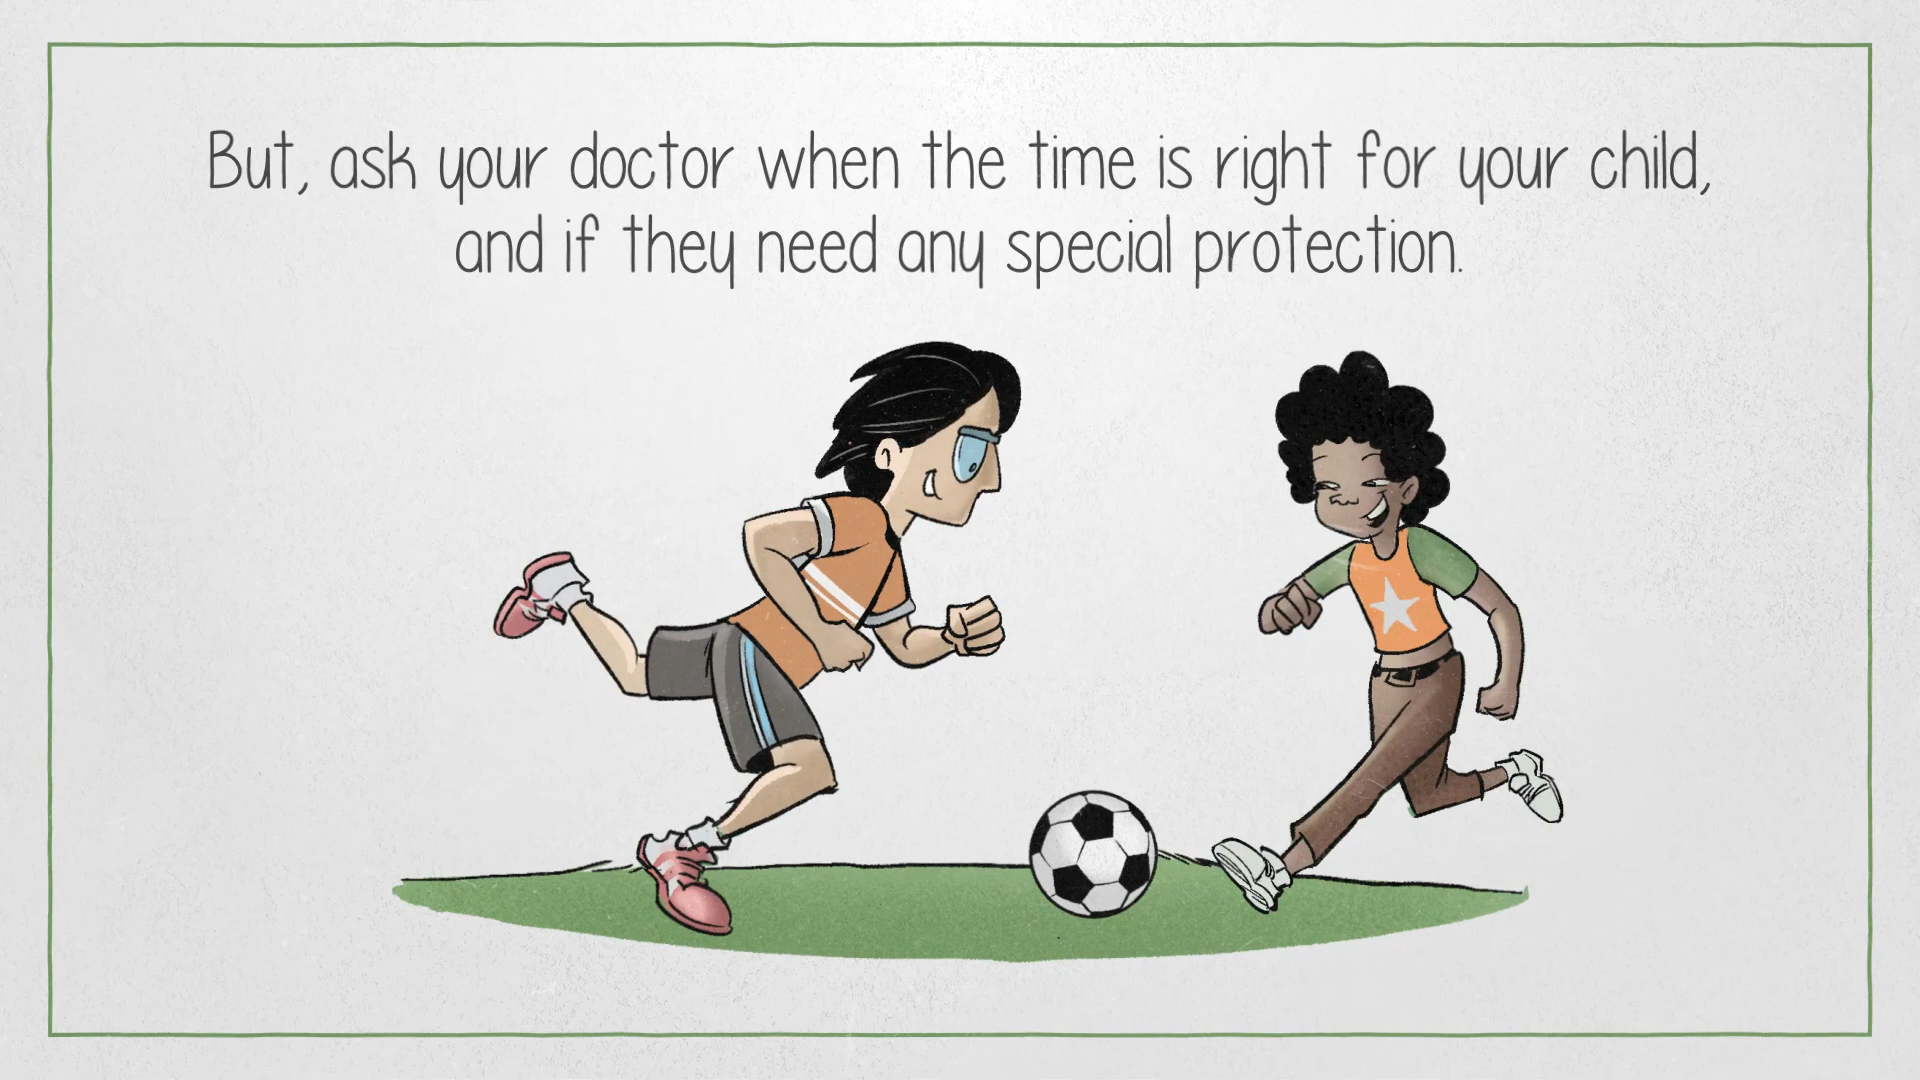 But, ask your doctor when the time is right for your child,
and if they need any special protection.